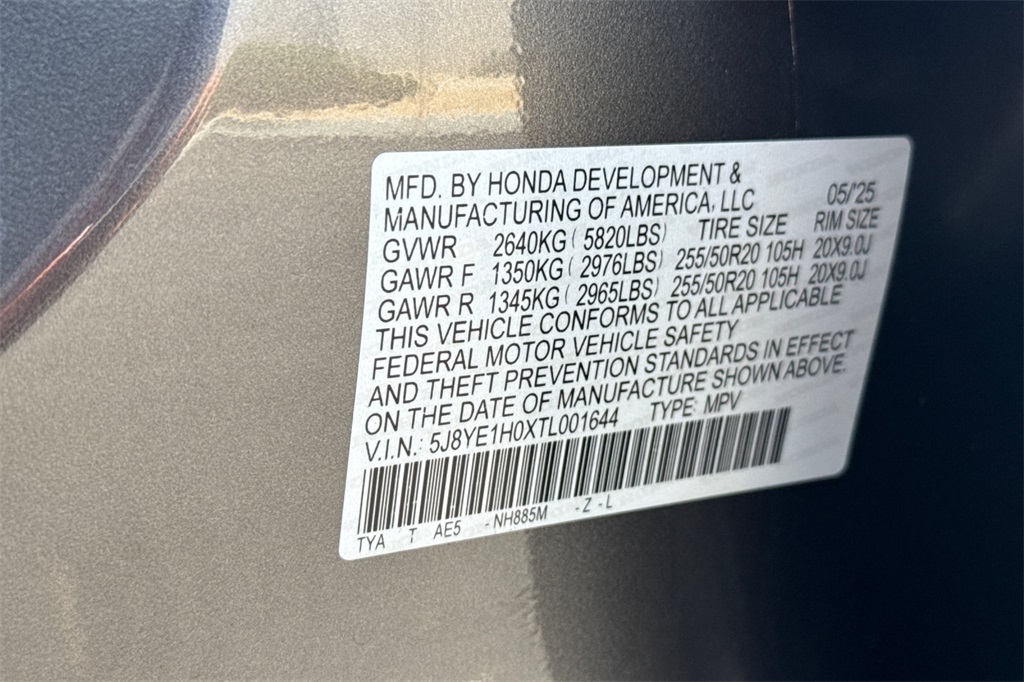 MFD. BY HONDA DEVELOPMENT &
MANUFACTURING OF AMERICA, LLC 05/'25
GVWR 2640KG ( 5820LBS) TIRE SIZE RIM SIZE
GAWR F 1350KG ( 2976LBS) 255/50R20 105H 20X9.0J
GAWR R 1345KG ( 2965LBS) 255/50R20 105H 20X9.0J
THIS VEHICLE CONFORMS TO ALL APPLICABLE
FEDERAL MOTOR VEHICLE SAFETY
AND THEFT PREVENTION STANDARDS IN EFFECT
ON THE DATE OF MANUFACTURE SHOWN ABOVE.
V.I.N.: 5J8YE1H0XTL001644 TYPE: MPV
TYA T AE5 - NH885M - Z - L